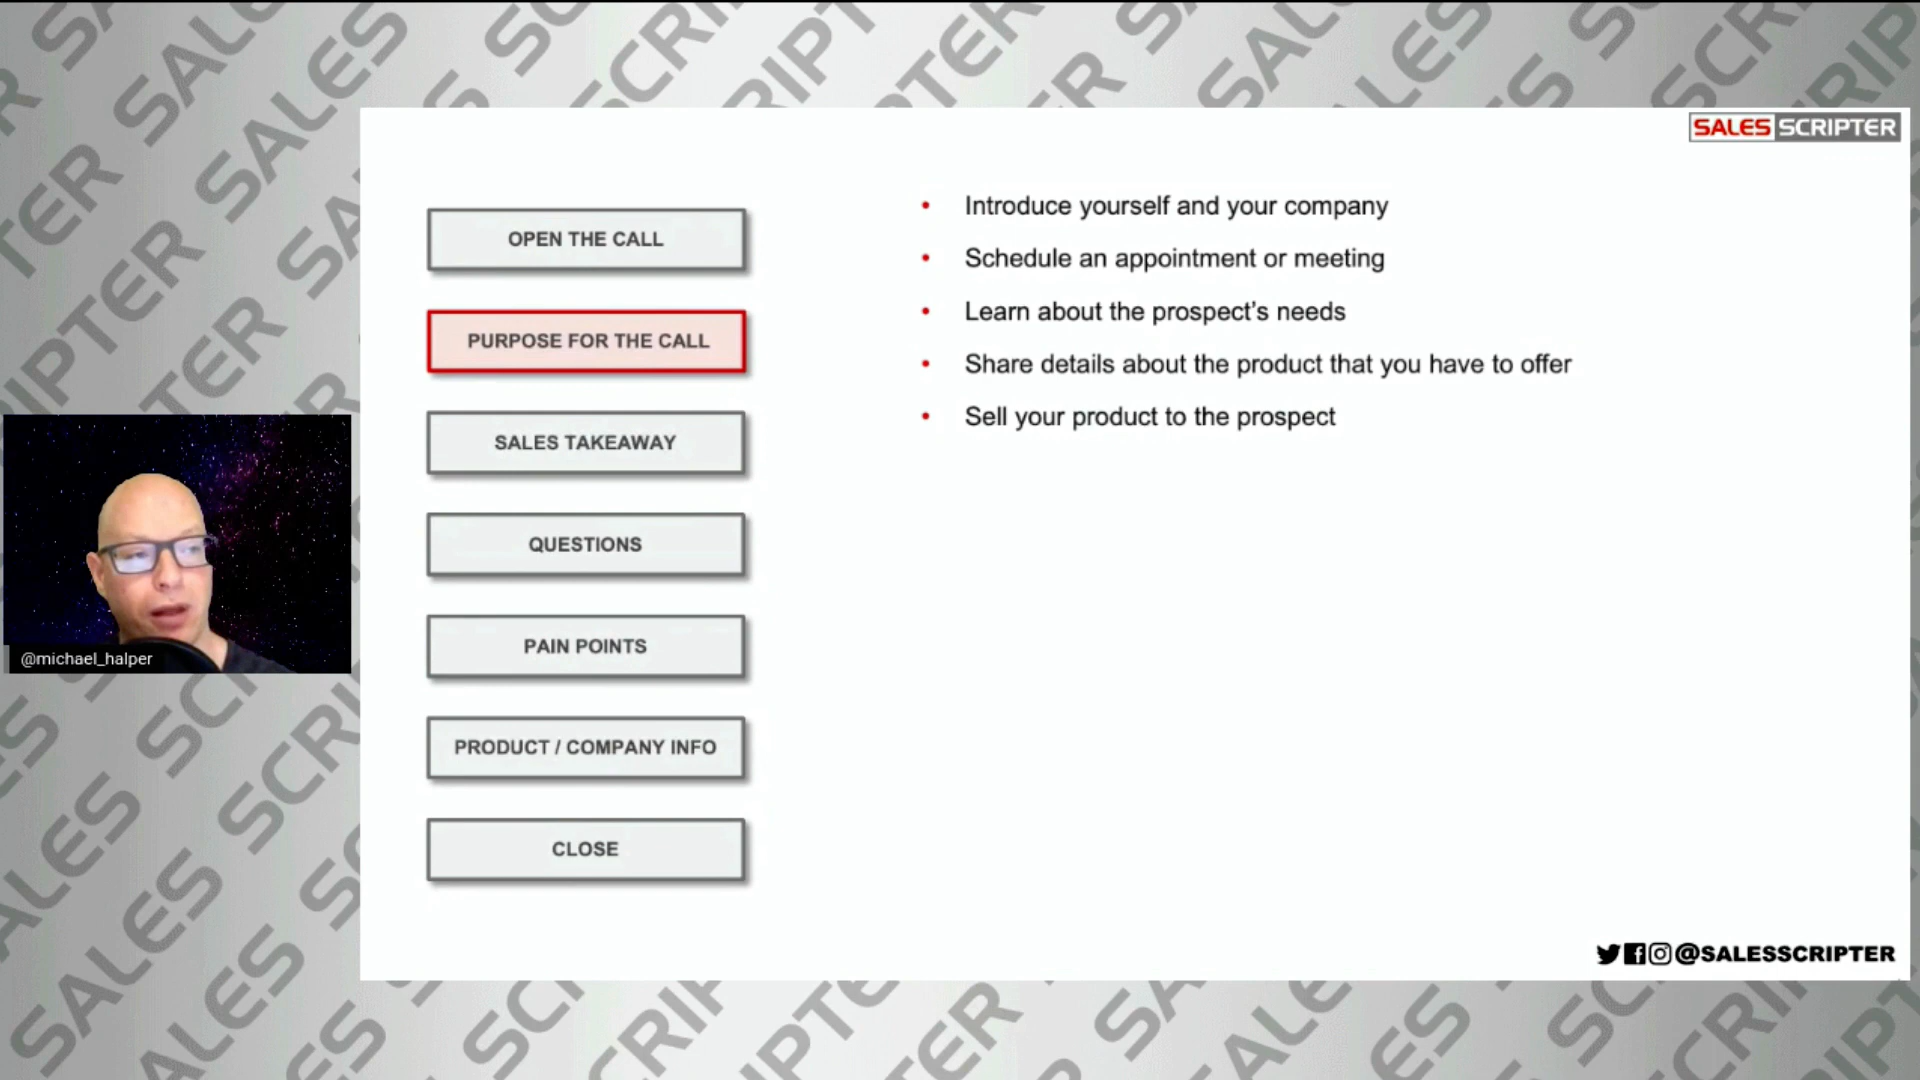 SALES SCRIPTER
OPEN THE CALL
PURPOSE FOR THE CALL
SALES TAKEAWAY
QUESTIONS
PAIN POINTS
PRODUCT / COMPANY INFO
CLOSE
• Introduce yourself and your company
• Schedule an appointment or meeting
• Learn about the prospect’s needs
• Share details about the product that you have to offer
• Sell your product to the prospect
@michael_halper
@SALESSCRIPTER